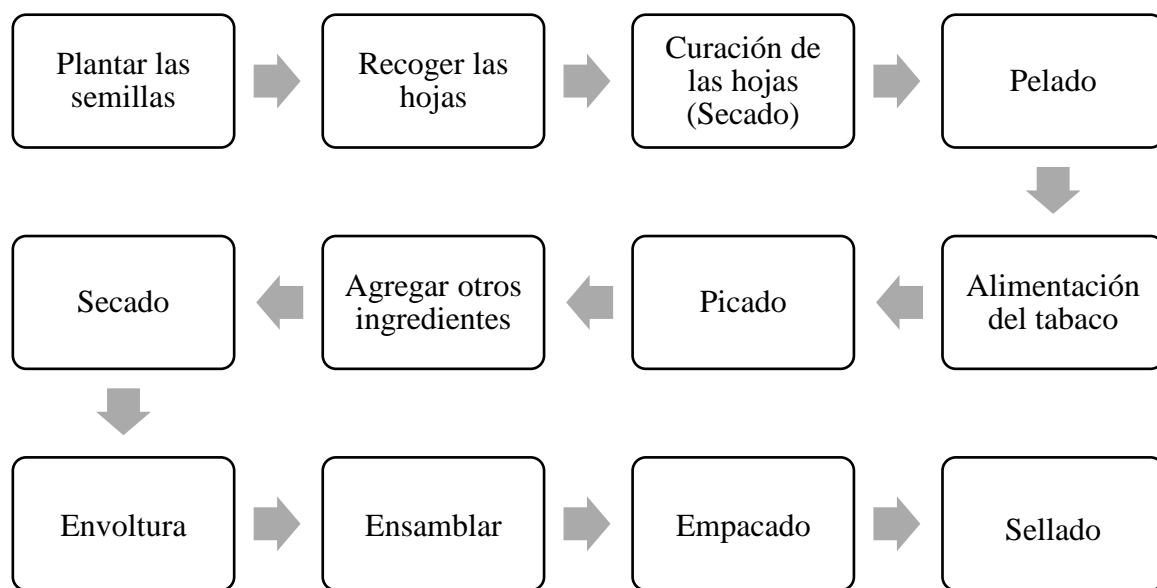 Plantar las
semillas
Recoger las
hojas
Curación de
las hojas
(Secado)
Pelado
Alimentación
del tabaco
Picado
Agregar otros
ingredientes
Secado
Envoltura
Ensamblar
Empacado
Sellado